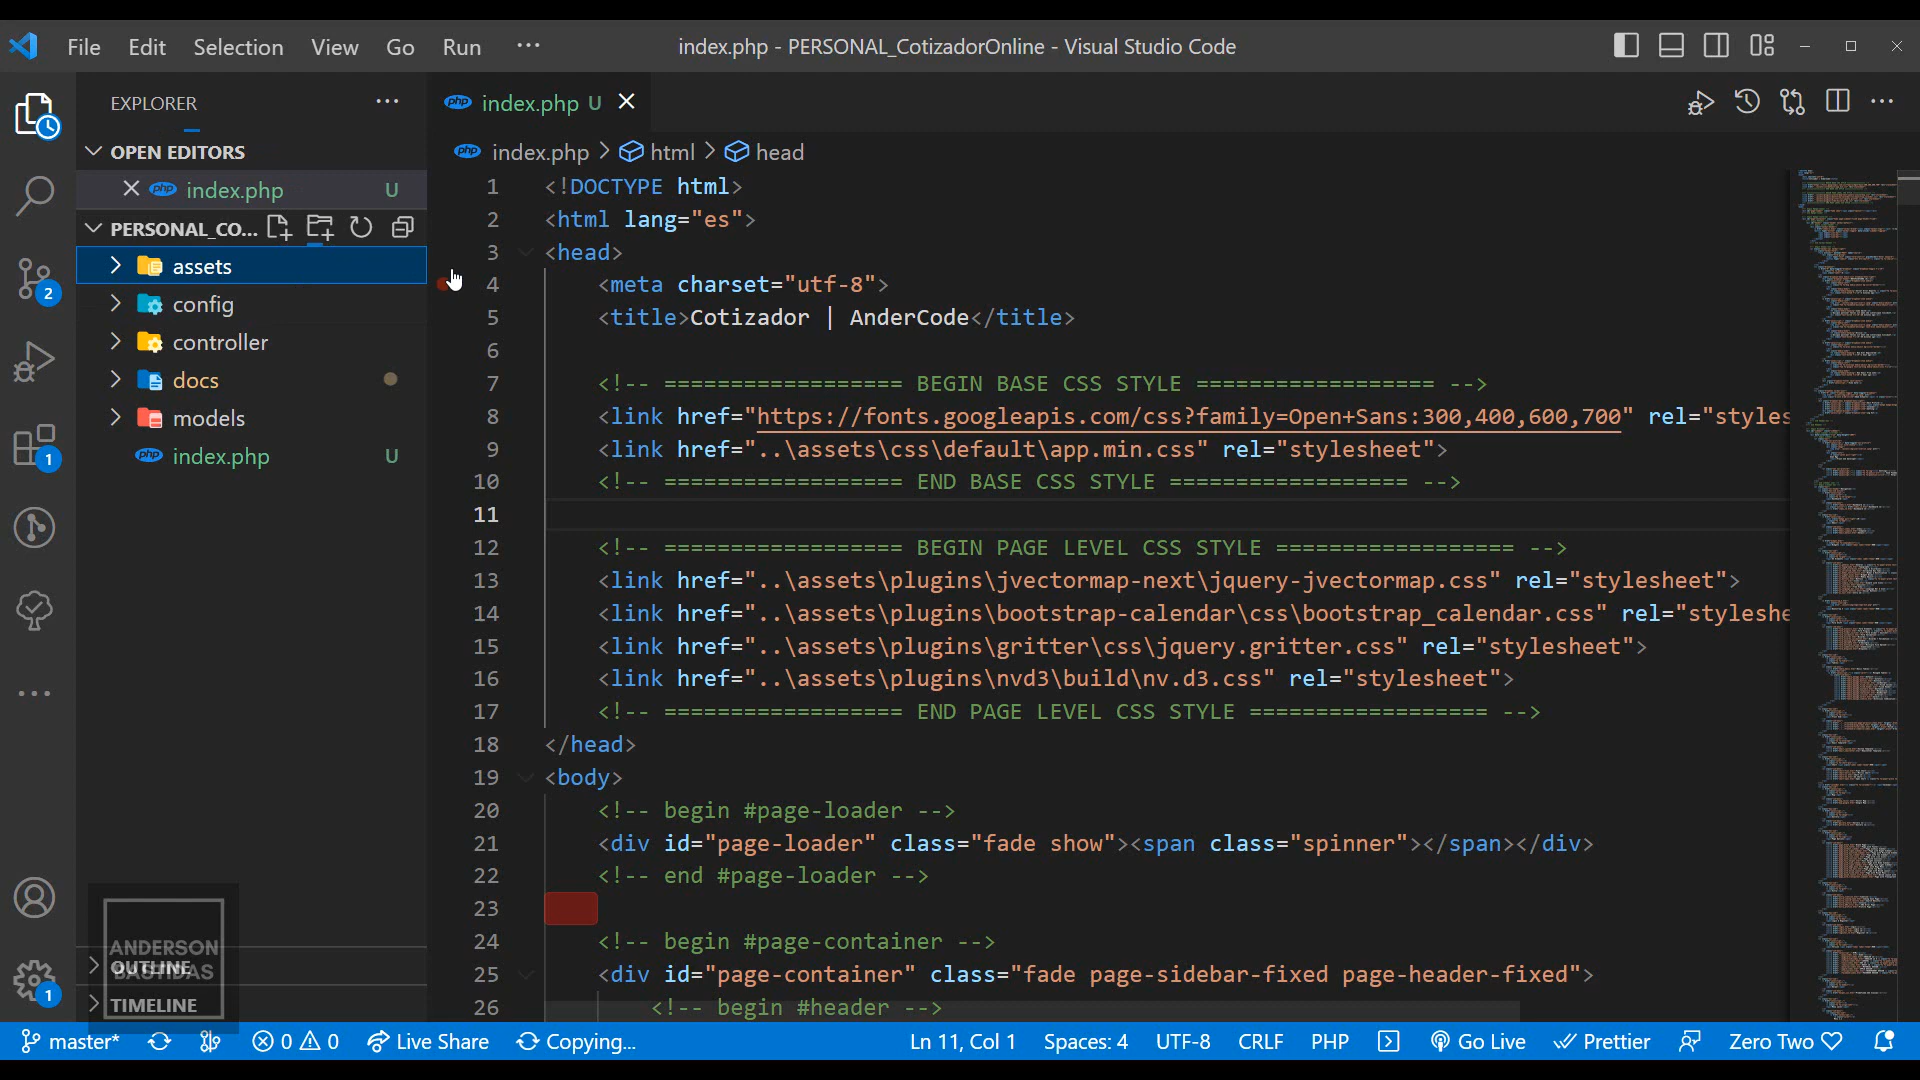 File Edit Selection View Go Run ···
index.php - PERSONAL_CotizadorOnline - Visual Studio Code
EXPLORER
index.php U
OPEN EDITORS
index.php U
PERSONAL_CO...
assets
config
controller
docs
models
index.php U
OUTLINE
TIMELINE
ANDERSON
BASTIDAS
2
1
1
index.php > html > head
1 <!DOCTYPE html>
2 <html lang="es">
3 <head>
4 <meta charset="utf-8">
5 <title>Cotizador | AnderCode</title>
6
7 <!-- ================== BEGIN BASE CSS STYLE ================== -->
8 <link href="https://fonts.googleapis.com/css?family=Open+Sans:300,400,600,700" rel="styles
9 <link href="..\assets\css\default\app.min.css" rel="stylesheet">
10 <!-- ================== END BASE CSS STYLE ================== -->
11
12 <!-- ================== BEGIN PAGE LEVEL CSS STYLE ================== -->
13 <link href="..\assets\plugins\jvectormap-next\jquery-jvectormap.css" rel="stylesheet">
14 <link href="..\assets\plugins\bootstrap-calendar\css\bootstrap_calendar.css" rel="styleshe
15 <link href="..\assets\plugins\gritter\css\jquery.gritter.css" rel="stylesheet">
16 <link href="..\assets\plugins\nvd3\build\nv.d3.css" rel="stylesheet">
17 <!-- ================== END PAGE LEVEL CSS STYLE ================== -->
18 </head>
19 <body>
20 <!-- begin #page-loader -->
21 <div id="page-loader" class="fade show"><span class="spinner"></span></div>
22 <!-- end #page-loader -->
23
24 <!-- begin #page-container -->
25 <div id="page-container" class="fade page-sidebar-fixed page-header-fixed">
26 <!-- begin #header -->
master* 0 0 Live Share Copying... Ln 11, Col 1 Spaces: 4 UTF-8 CRLF PHP Go Live Prettier Zero Two